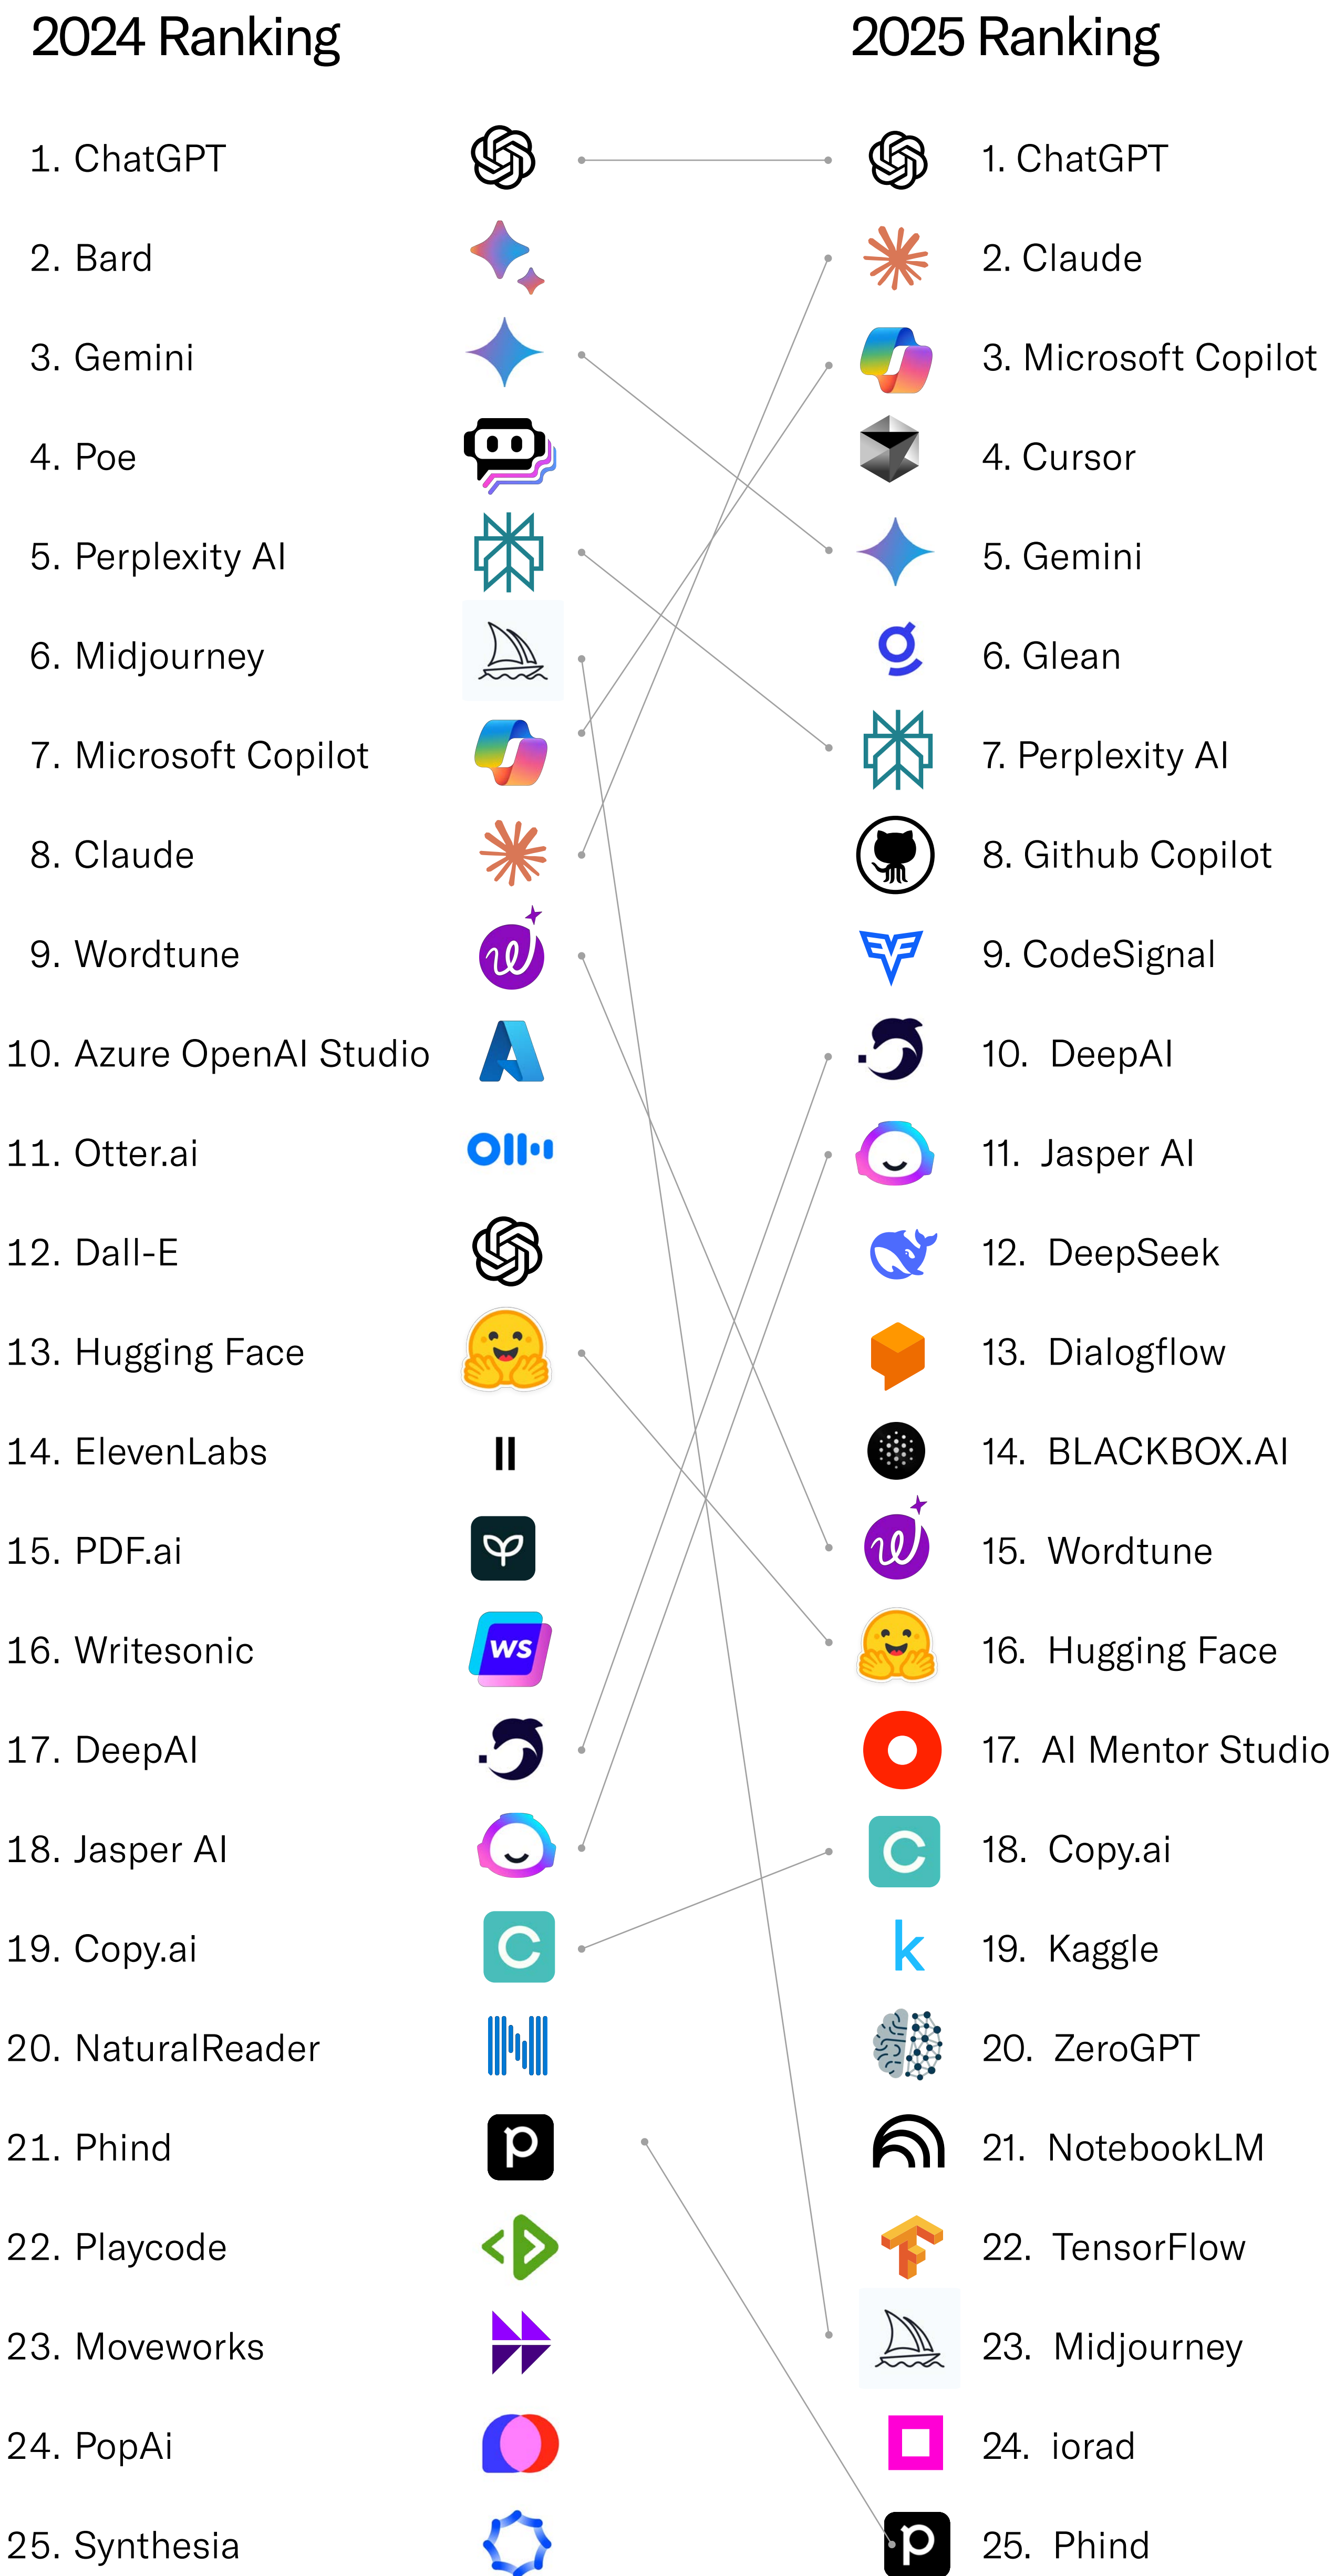 2024 Ranking
2025 Ranking
1. ChatGPT
1. ChatGPT
2. Bard
2. Claude
3. Gemini
3. Microsoft Copilot
4. Poe
4. Cursor
5. Perplexity AI
5. Gemini
6. Midjourney
6. Glean
7. Microsoft Copilot
7. Perplexity AI
8. Claude
8. Github Copilot
9. Wordtune
9. CodeSignal
10. Azure OpenAI Studio
10. DeepAI
11. Otter.ai
11. Jasper AI
12. Dall-E
12. DeepSeek
13. Hugging Face
13. Dialogflow
14. ElevenLabs
14. BLACKBOX.AI
15. PDF.ai
15. Wordtune
16. Writesonic
WS
16. Hugging Face
17. DeepAI
17. AI Mentor Studio
18. Jasper AI
18. Copy.ai
19. Copy.ai
19. Kaggle
20. NaturalReader
20. ZeroGPT
21. Phind
21. NotebookLM
22. Playcode
22. TensorFlow
23. Moveworks
23. Midjourney
24. PopAi
24. iorad
25. Synthesia
25. Phind